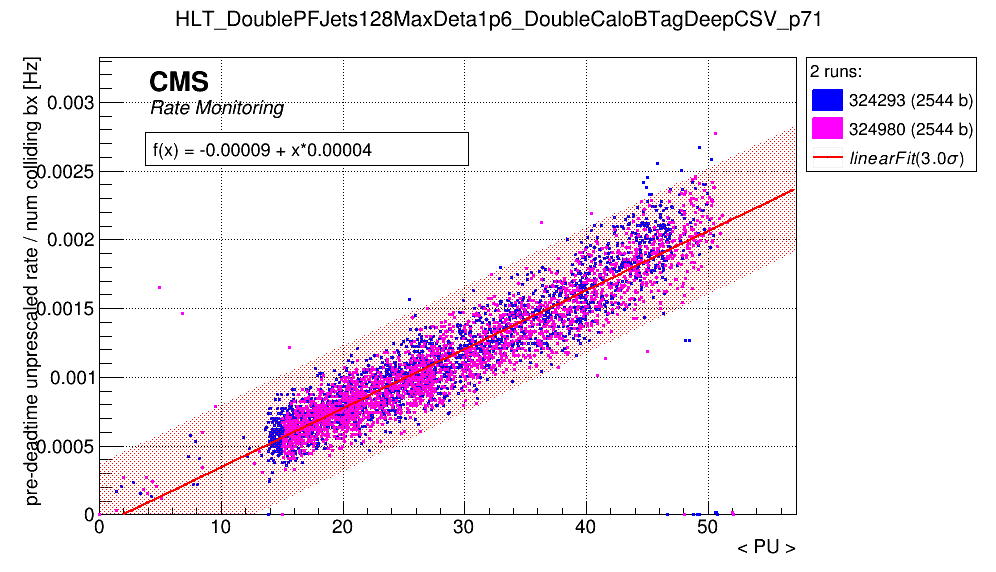 HLT_DoublePFJets128MaxDeta1p6_DoubleCaloBTagDeepCSV_p71
pre-deadtime unprescaled rate / num colliding bx [Hz]
CMS
Rate Monitoring
f(x) = -0.00009 + x*0.00004
0.003
0.0025
0.002
0.0015
0.001
0.0005
0
0 10 20 30 40 50
< PU >
2 runs:
324293 (2544 b)
324980 (2544 b)
linearFit(3.0σ)